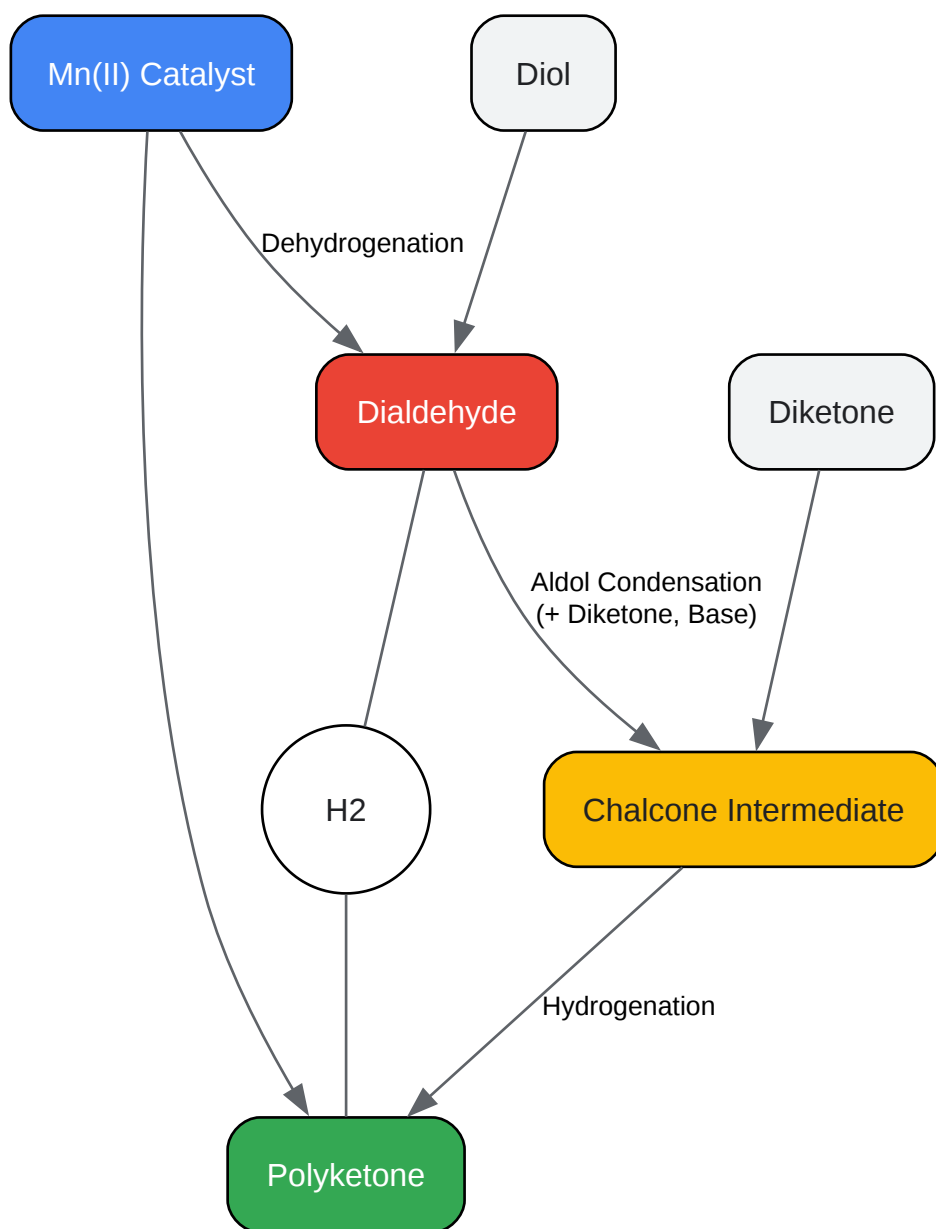 Mn(II) Catalyst
Diol
Dehydrogenation
Dialdehyde
Diketone
Aldol Condensation
(+ Diketone, Base)
H2
Chalcone Intermediate
Hydrogenation
Polyketone